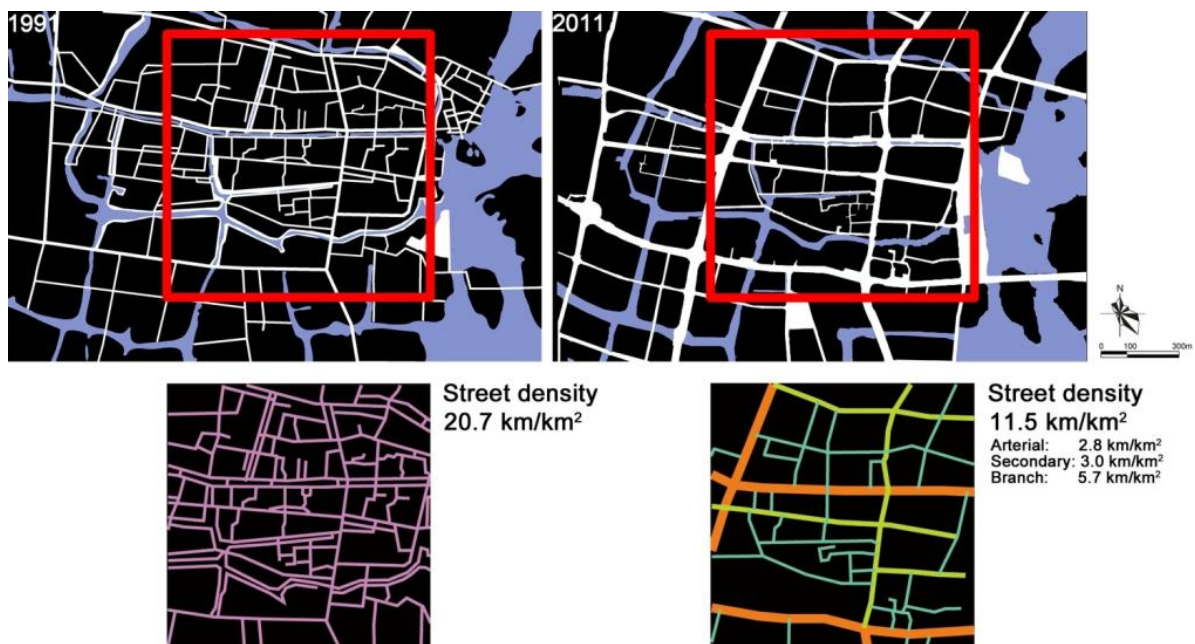 1991
2011
N
0 100 300m
Street density
20.7 km/km²
Street density
11.5 km/km²
Arterial: 2.8 km/km²
Secondary: 3.0 km/km²
Branch: 5.7 km/km²